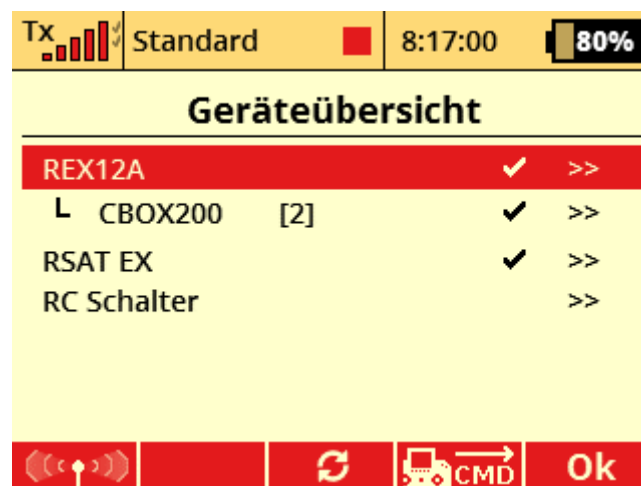 Tx Standard 8:17:00 80%
Geräteübersicht
REX12A >>
CBOX200 [2] >>
RSAT EX >>
RC Schalter >>
CMD Ok